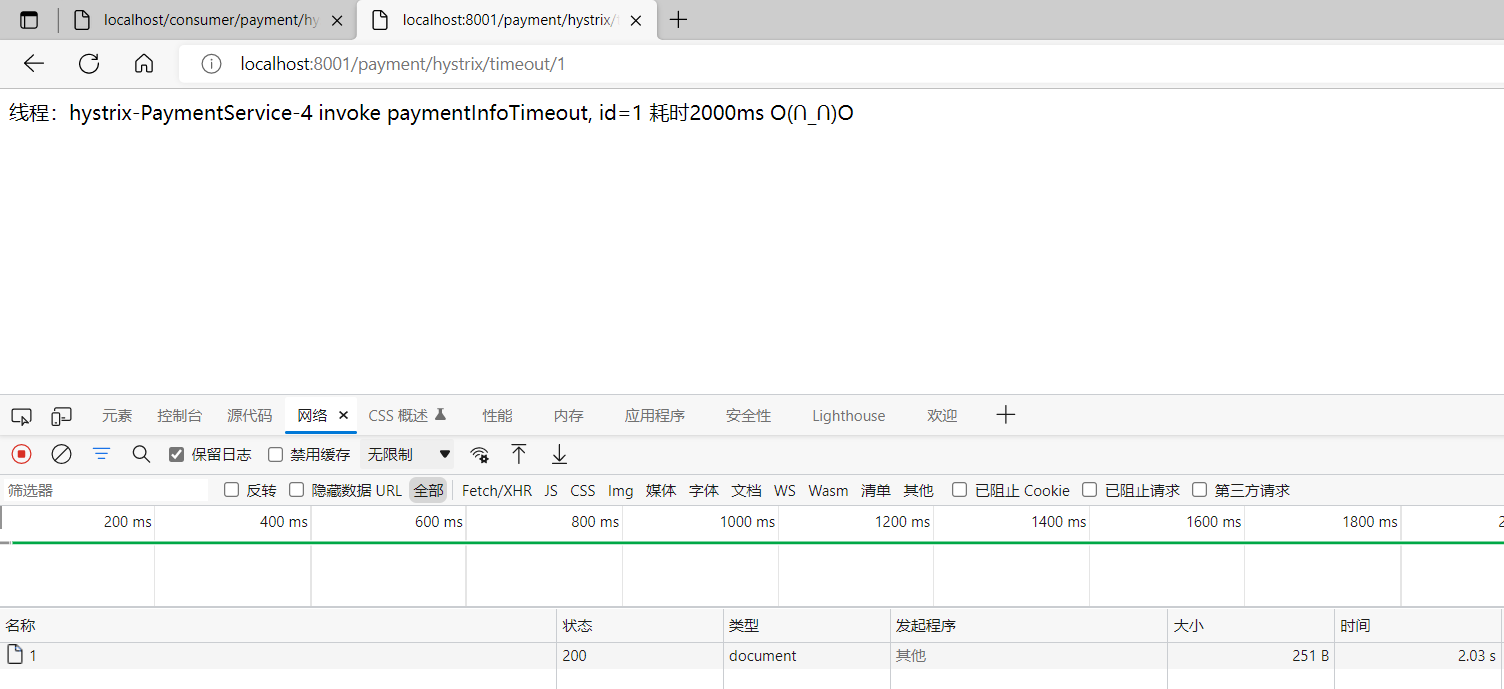 localhost/consumer/payment/hy
localhost:8001/payment/hystrix/
localhost:8001/payment/hystrix/timeout/1
线程：hystrix-PaymentService-4 invoke paymentInfoTimeout, id=1 耗时2000ms O(∩_∩)O
元素 控制台 源代码 网络 CSS 概述 性能 内存 应用程序 安全性 Lighthouse 欢迎
保留日志 禁用缓存 无限制
筛选器 反转 隐藏数据 URL 全部 Fetch/XHR JS CSS Img 媒体 字体 文档 WS Wasm 清单 其他 已阻止 Cookie 已阻止请求 第三方请求
200 ms 400 ms 600 ms 800 ms 1000 ms 1200 ms 1400 ms 1600 ms 1800 ms
名称 状态 类型 发起程序 大小 时间
1 200 document 其他 251 B 2.03 s